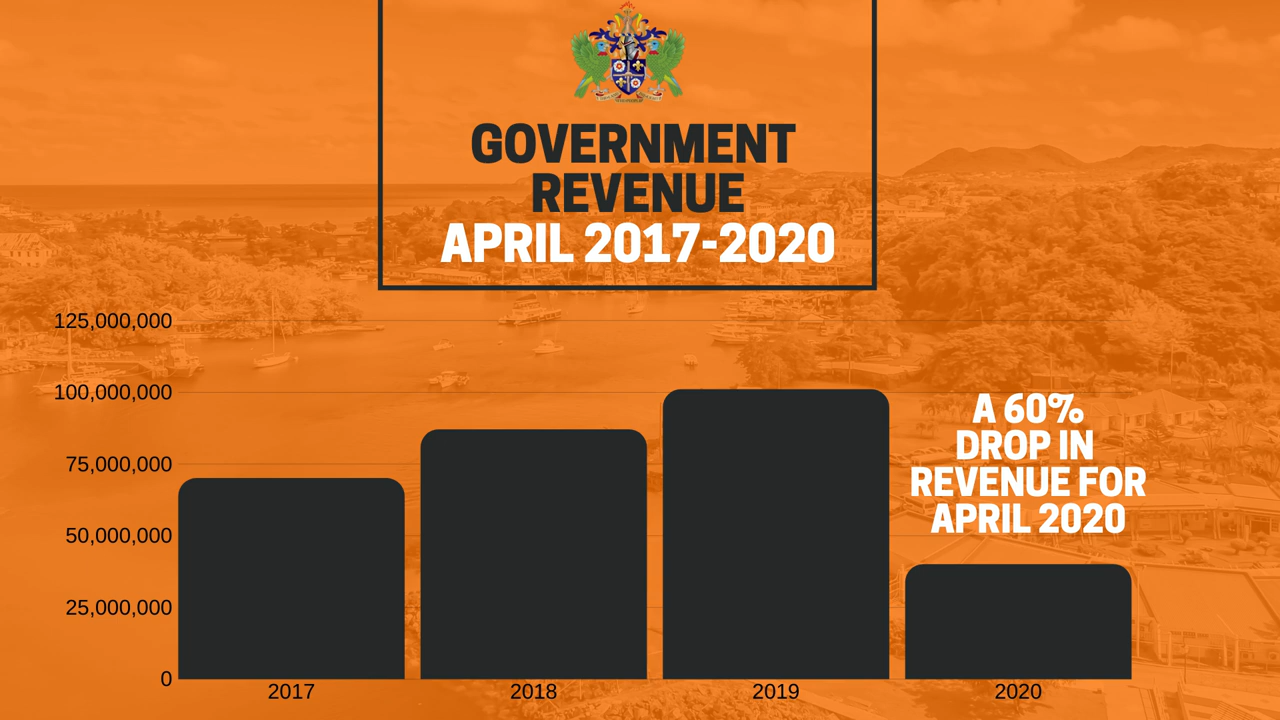 GOVERNMENT
REVENUE
APRIL 2017-2020
125,000,000
100,000,000
75,000,000
50,000,000
25,000,000
0
A 60%
DROP IN
REVENUE FOR
APRIL 2020
2017
2018
2019
2020